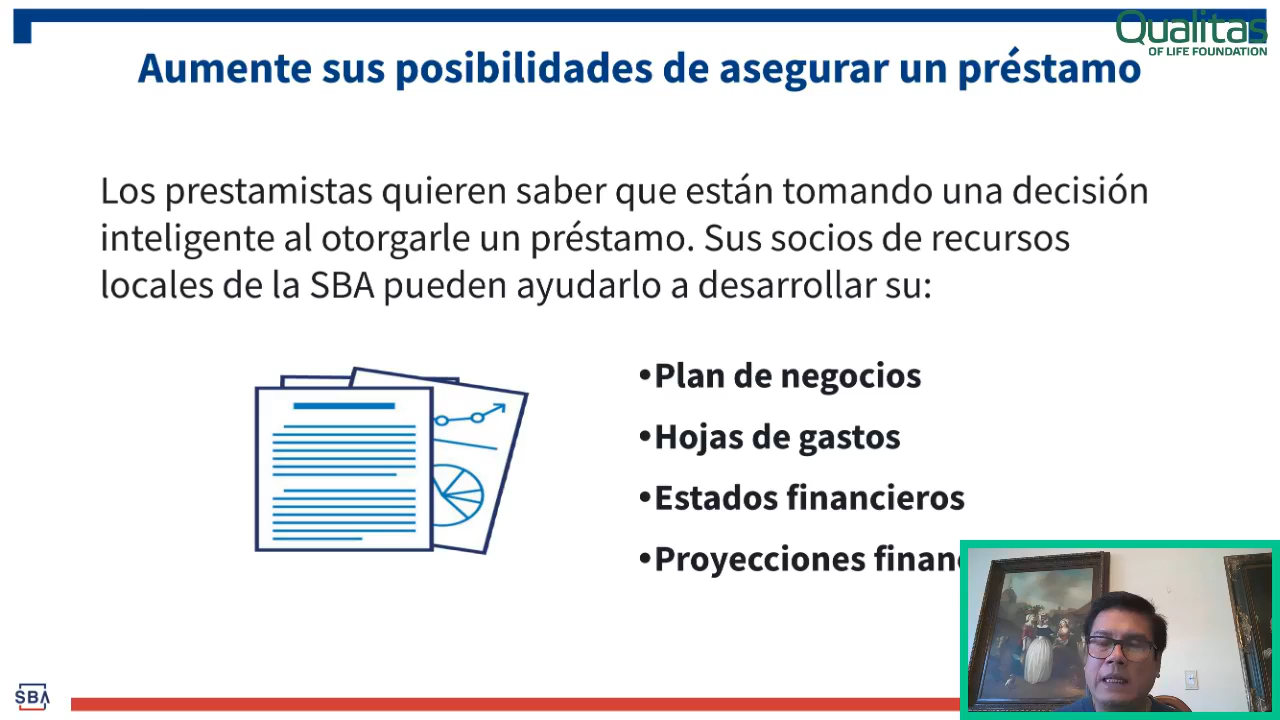 Qualitas
OF LIFE FOUNDATION
Aumente sus posibilidades de asegurar un préstamo
Los prestamistas quieren saber que están tomando una decisión
inteligente al otorgarle un préstamo. Sus socios de recursos
locales de la SBA pueden ayudarlo a desarrollar su:
•Plan de negocios
•Hojas de gastos
•Estados financieros
•Proyecciones
SBA